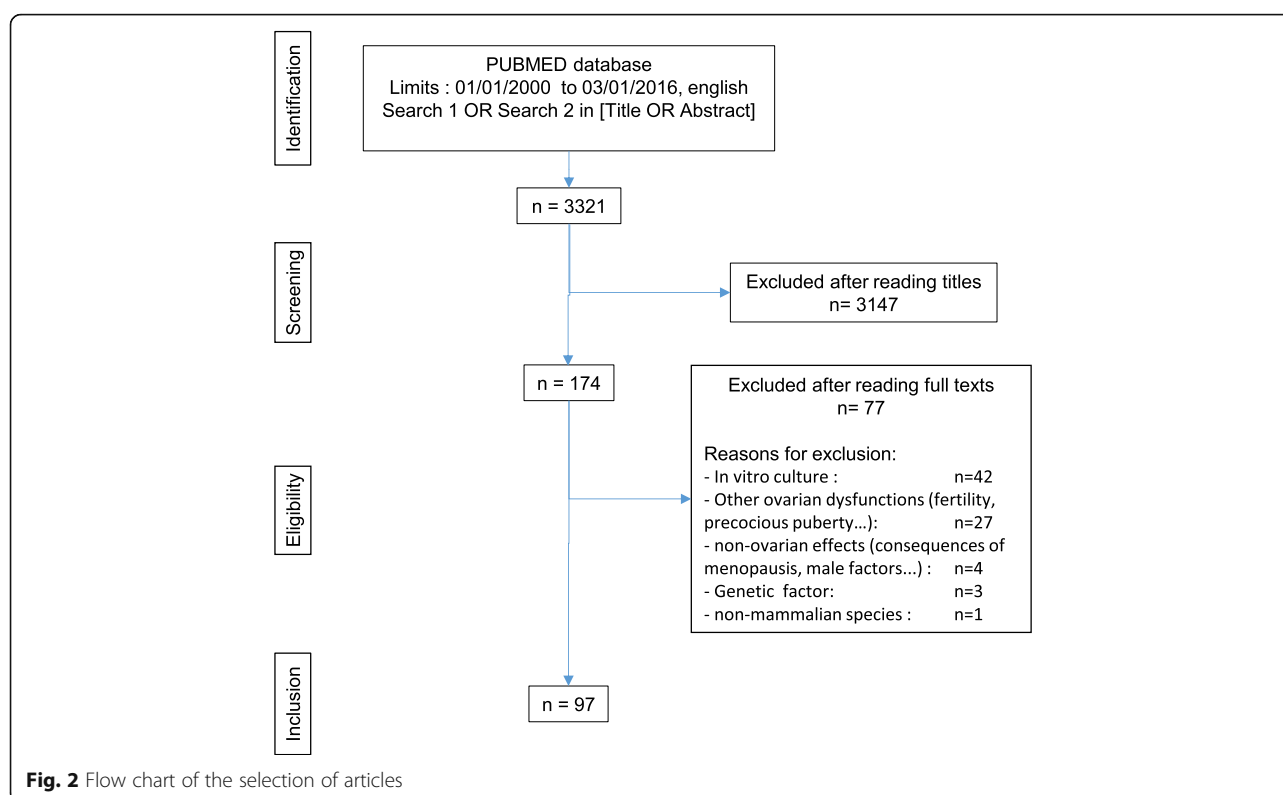 Identification
PUBMED database
Limits : 01/01/2000 to 03/01/2016, english
Search 1 OR Search 2 in [Title OR Abstract]
n = 3321
Screening
Excluded after reading titles
n= 3147
n = 174
Eligibility
Excluded after reading full texts
n= 77
Reasons for exclusion:
- In vitro culture : n=42
- Other ovarian dysfunctions (fertility,
precocious puberty…): n=27
- non-ovarian effects (consequences of
menopausis, male factors...) : n=4
- Genetic factor: n=3
- non-mammalian species : n=1
Inclusion
n = 97
Fig. 2 Flow chart of the selection of articles